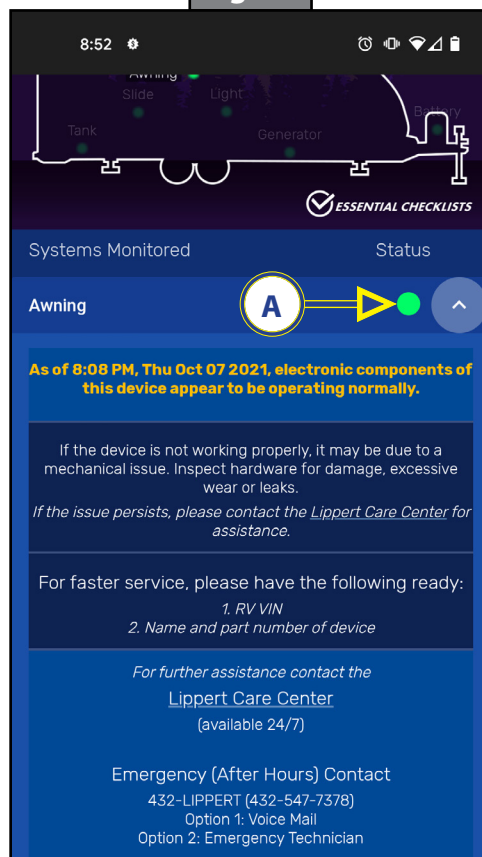 8:52
Awning
Slide
Light
Tank
Generator
Battery
ESSENTIAL CHECKLISTS
Systems Monitored
Status
Awning
A
As of 8:08 PM, Thu Oct 07 2021, electronic components of
this device appear to be operating normally.
If the device is not working properly, it may be due to a
mechanical issue. Inspect hardware for damage, excessive
wear or leaks.
If the issue persists, please contact the Lippert Care Center for
assistance.
For faster service, please have the following ready:
1. RV VIN
2. Name and part number of device
For further assistance contact the
Lippert Care Center
(available 24/7)
Emergency (After Hours) Contact
432-LIPPERT (432-547-7378)
Option 1: Voice Mail
Option 2: Emergency Technician